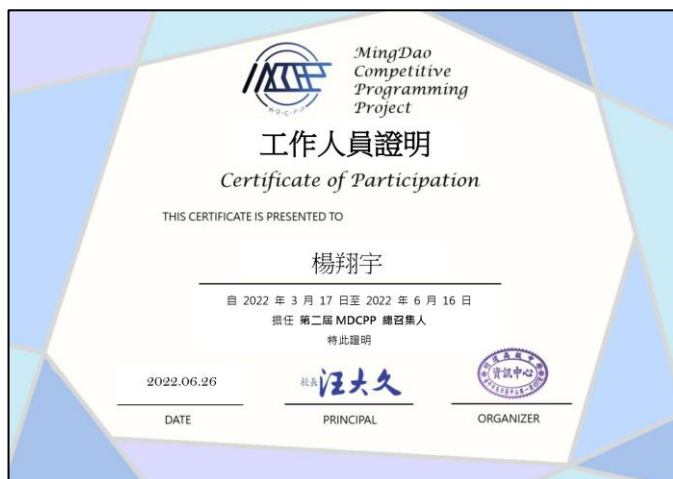 MingDao
Competitive
Programming
Project
M·D·C·P·P
工作人員證明
Certificate of Participation
THIS CERTIFICATE IS PRESENTED TO
楊翔宇
自 2022 年 3 月 17 日至 2022 年 6 月 16 日
擔任 第二屆 MDCPP 總召集人
特此證明
2022.06.26
校長 汪大久
資訊中心
DATE
PRINCIPAL
ORGANIZER